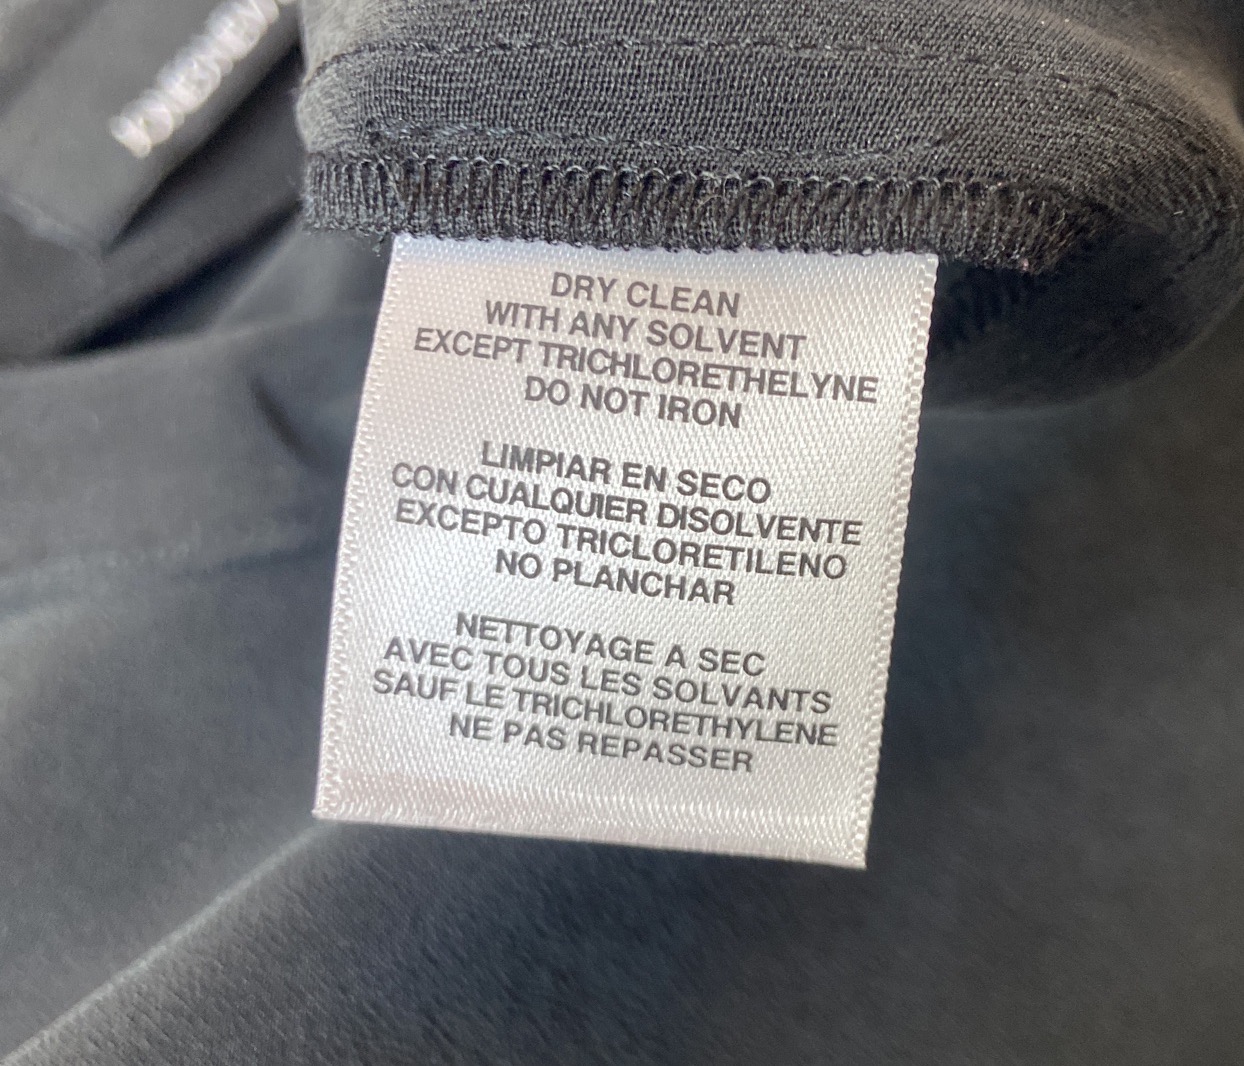 DRY CLEAN
WITH ANY SOLVENT
EXCEPT TRICHLORETHELYNE
DO NOT IRON
LIMPIAR EN SECO
CON CUALQUIER DISOLVENTE
EXCEPTO TRICLORETILENO
NO PLANCHAR
NETTOYAGE A SEC
AVEC TOUS LES SOLVANTS
SAUF LE TRICHLORETHYLENE
NE PAS REPASSER